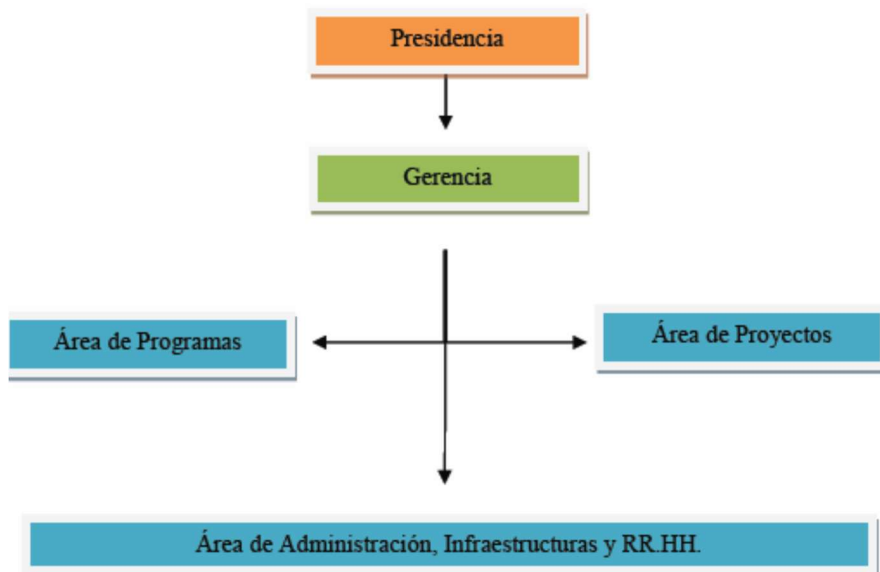 Presidencia
Gerencia
Área de Programas
Área de Proyectos
Área de Administración, Infraestructuras y RR.HH.